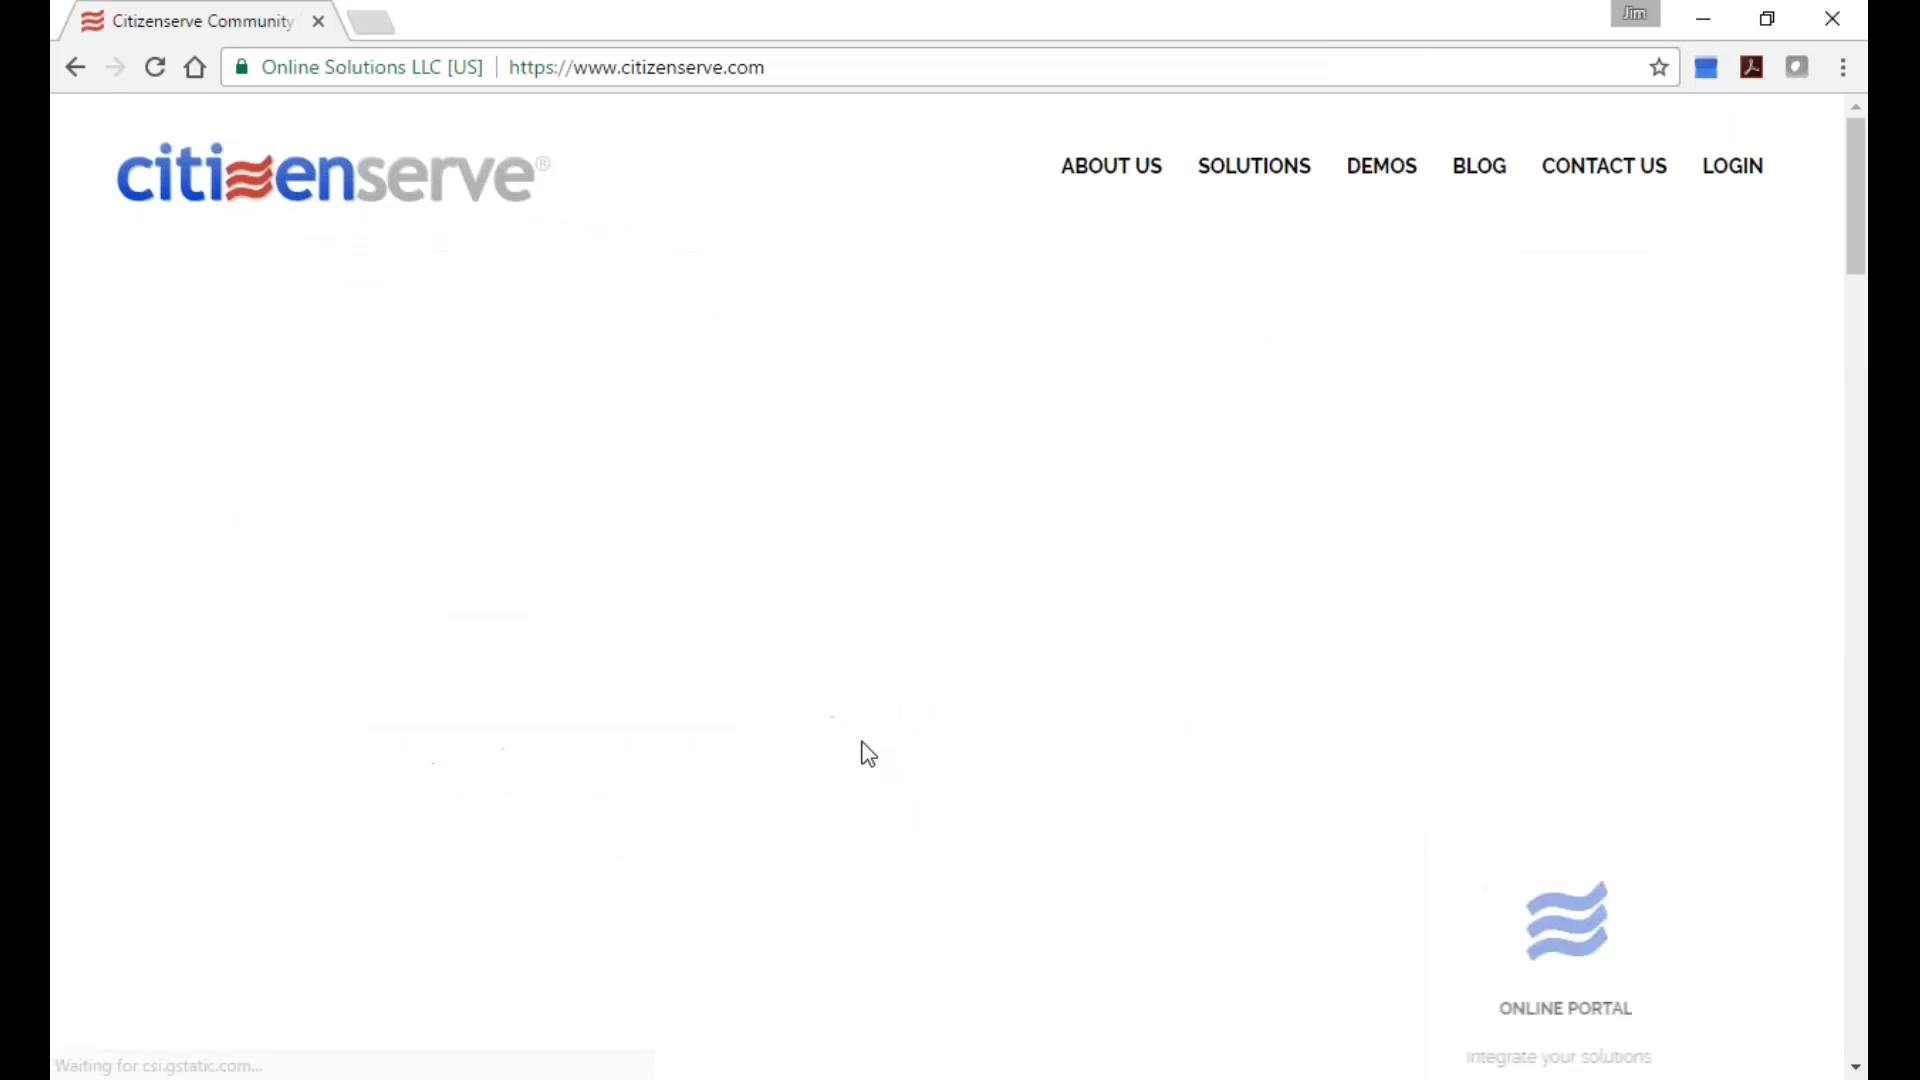 Citizenserve Community
Jim
Online Solutions LLC [US] https://www.citizenserve.com
citizenserve®
ABOUT US SOLUTIONS DEMOS BLOG CONTACT US LOGIN
ONLINE PORTAL
Integrate your solutions
Waiting for csi.gstatic.com...